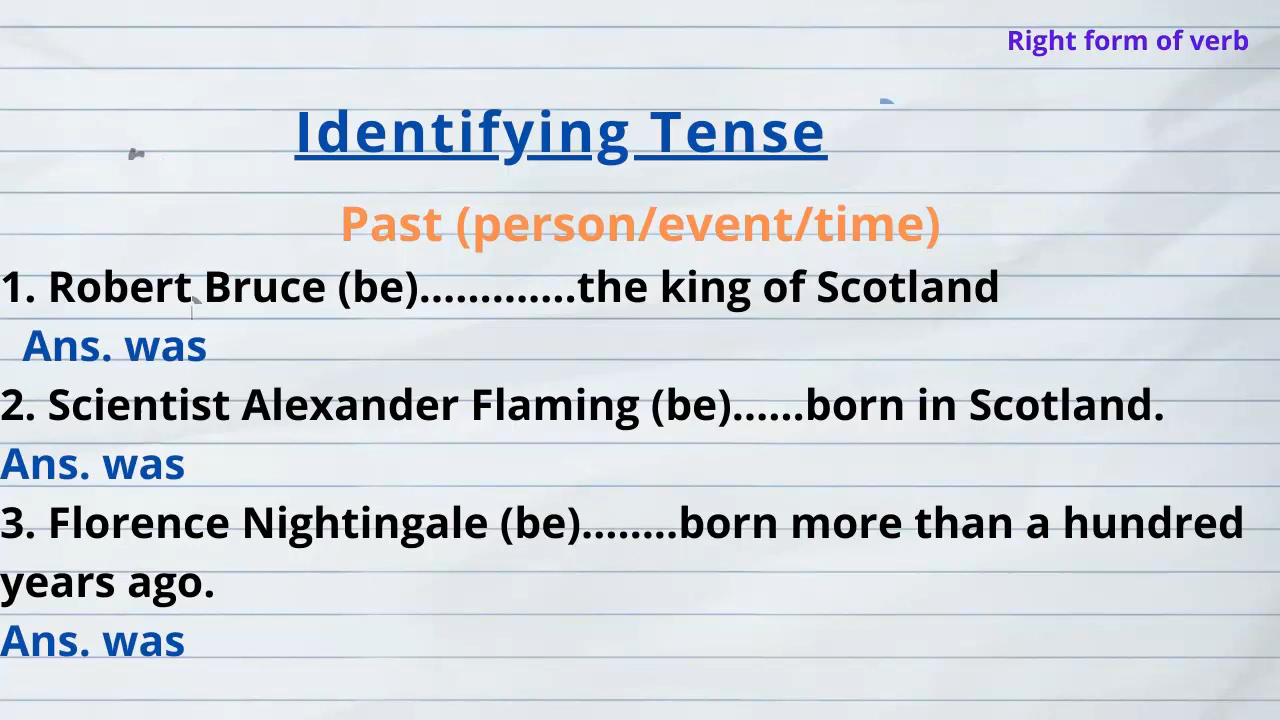 Right form of verb
Identifying Tense
Past (person/event/time)
1. Robert Bruce (be).............the king of Scotland
Ans. was
2. Scientist Alexander Flaming (be)......born in Scotland.
Ans. was
3. Florence Nightingale (be)........born more than a hundred
years ago.
Ans. was